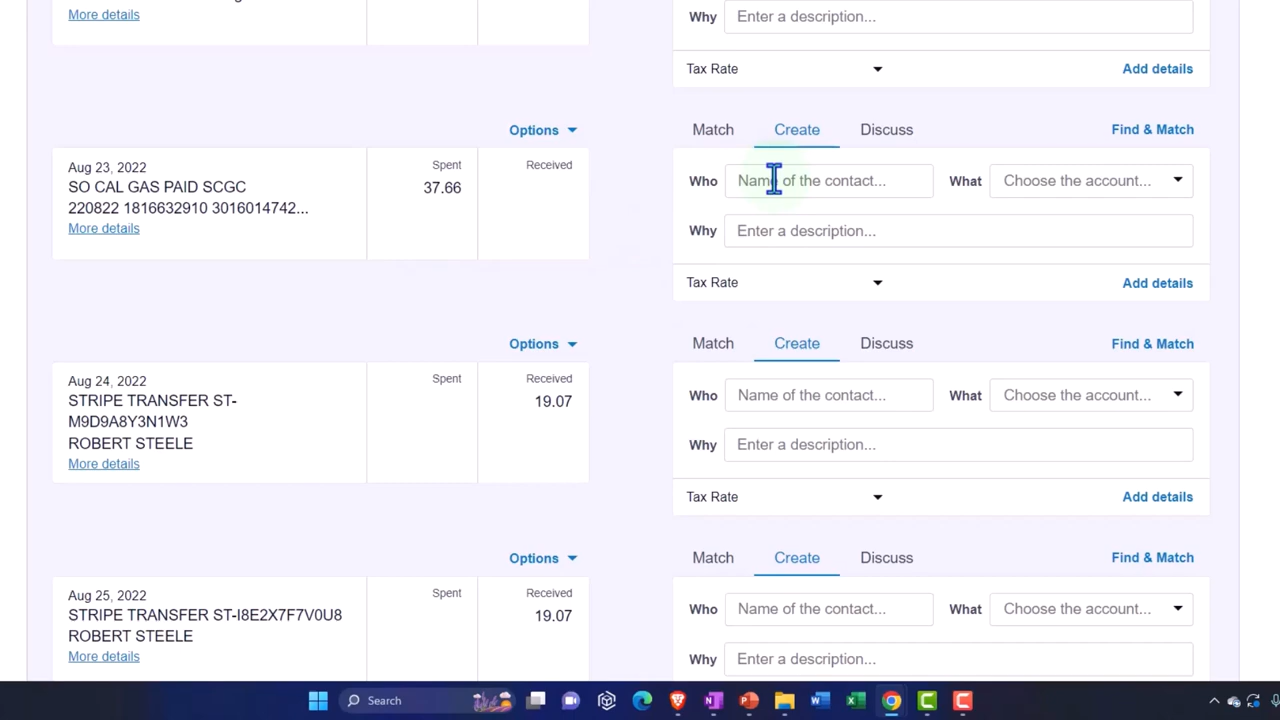 More details
Why Enter a description...
Tax Rate Add details
Options
Match Create Discuss Find & Match
Aug 23, 2022 Spent Received
SO CAL GAS PAID SCGC 37.66
220822 1816632910 3016014742...
More details
Who Name of the contact... What Choose the account...
Why Enter a description...
Tax Rate Add details
Options
Match Create Discuss Find & Match
Aug 24, 2022 Spent Received
STRIPE TRANSFER ST- 19.07
M9D9A8Y3N1W3
ROBERT STEELE
More details
Who Name of the contact... What Choose the account...
Why Enter a description...
Tax Rate Add details
Options
Match Create Discuss Find & Match
Aug 25, 2022 Spent Received
STRIPE TRANSFER ST-I8E2X7F7V0U8 19.07
ROBERT STEELE
More details
Who Name of the contact... What Choose the account...
Why Enter a description...
Search